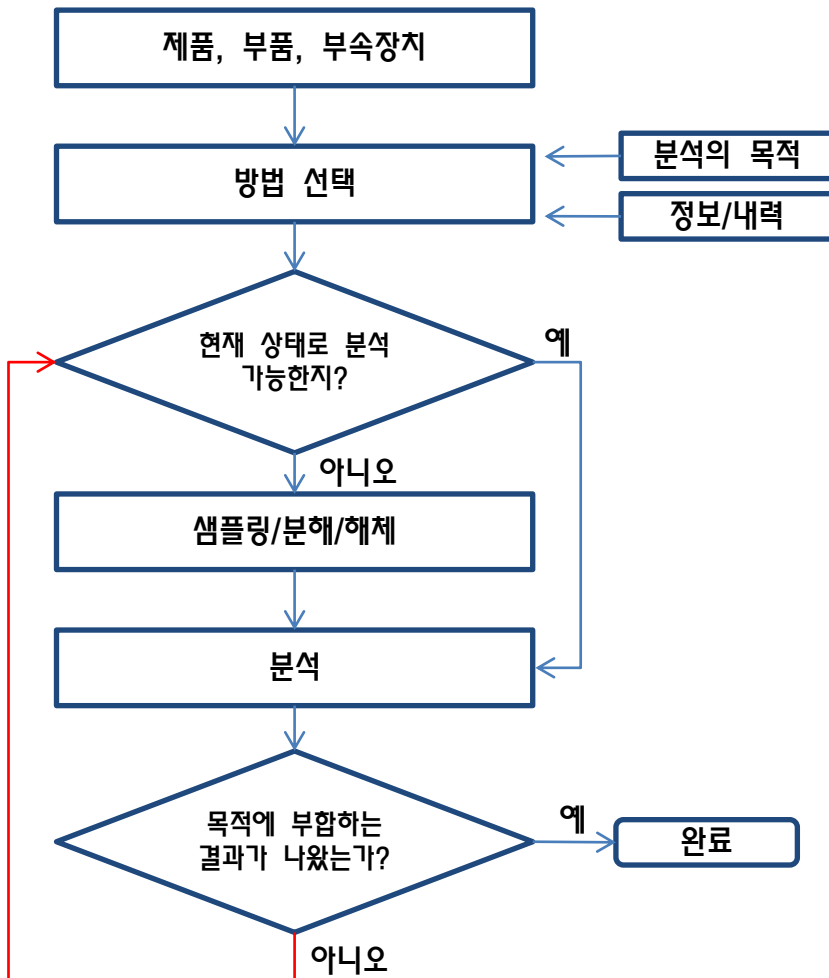 제품, 부품, 부속장치
방법 선택
분석의 목적
정보/내력
현재 상태로 분석
가능한지?
예
아니오
샘플링/분해/해체
분석
목적에 부합하는
결과가 나왔는가?
예
완료
아니오